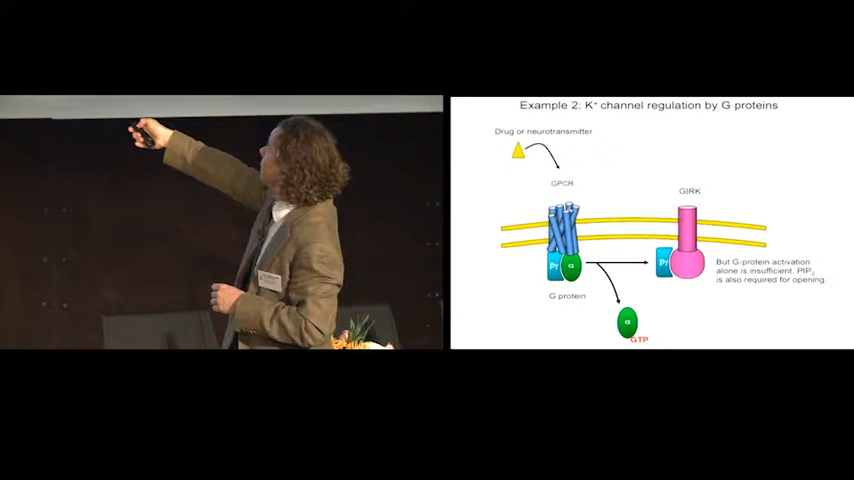 Example 2: K⁺ channel regulation by G proteins
Drug or neurotransmitter
GPCR
GIRK
βγ
α
βγ
But G-protein activation
alone is insufficient. PIP₂
is also required for opening.
G protein
α
GTP